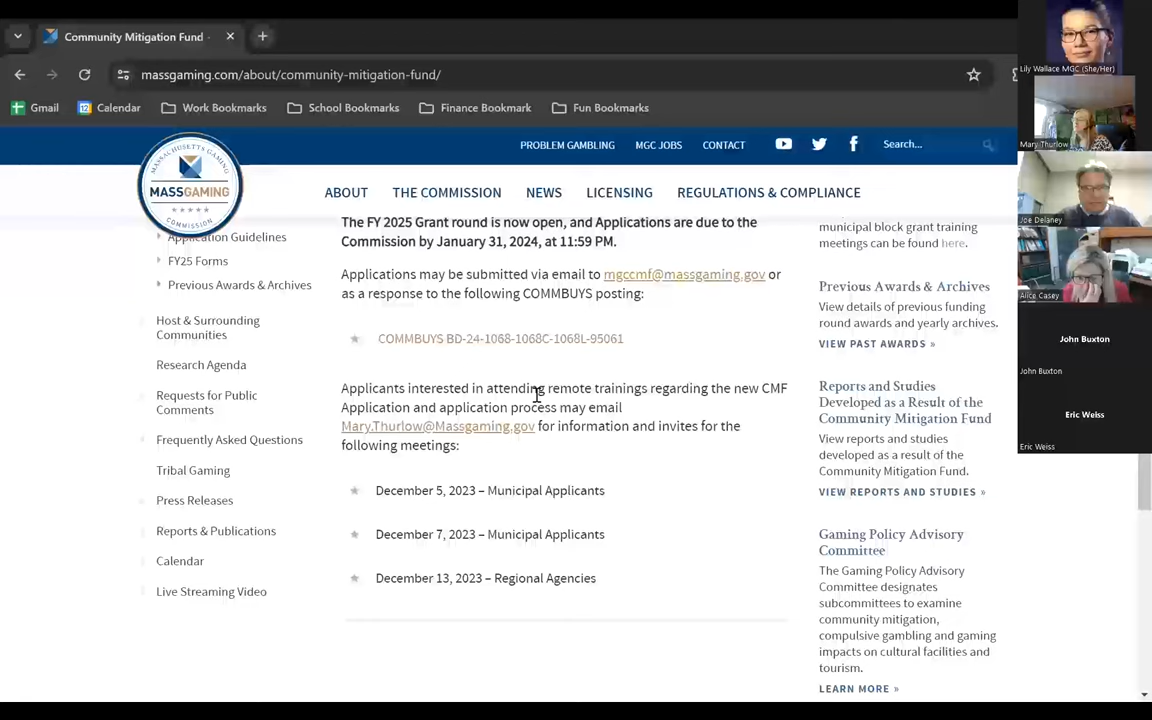 Community Mitigation Fund
massgaming.com/about/community-mitigation-fund/
Gmail
Calendar
Work Bookmarks
School Bookmarks
Finance Bookmark
Fun Bookmarks
PROBLEM GAMBLING
MGC JOBS
CONTACT
Search...
MASSACHUSETTS GAMING
MASSGAMING
COMMISSION
ABOUT
THE COMMISSION
NEWS
LICENSING
REGULATIONS & COMPLIANCE
Application Guidelines
FY25 Forms
Previous Awards & Archives
Host & Surrounding
Communities
Research Agenda
Requests for Public
Comments
Frequently Asked Questions
Tribal Gaming
Press Releases
Reports & Publications
Calendar
Live Streaming Video
The FY 2025 Grant round is now open, and Applications are due to the
Commission by January 31, 2024, at 11:59 PM.
Applications may be submitted via email to mgccmf@massgaming.gov or
as a response to the following COMMBUYS posting:
COMMBUYS BD-24-1068-1068C-1068L-95061
Applicants interested in attending remote trainings regarding the new CMF
Application and application process may email
Mary.Thurlow@Massgaming.gov for information and invites for the
following meetings:
December 5, 2023 – Municipal Applicants
December 7, 2023 – Municipal Applicants
December 13, 2023 – Regional Agencies
municipal block grant training
meetings can be found here.
Previous Awards & Archives
View details of previous funding
round awards and yearly archives.
VIEW PAST AWARDS »
Reports and Studies
Developed as a Result of the
Community Mitigation Fund
View reports and studies
developed as a result of the
Community Mitigation Fund.
VIEW REPORTS AND STUDIES »
Gaming Policy Advisory
Committee
The Gaming Policy Advisory
Committee designates
subcommittees to examine
community mitigation,
compulsive gambling and gaming
impacts on cultural facilities and
tourism.
LEARN MORE »
Lily Wallace MGC (She/Her)
Mary Thurlow
Joe Delaney
Alice Casey
John Buxton
John Buxton
Eric Weiss
Eric Weiss